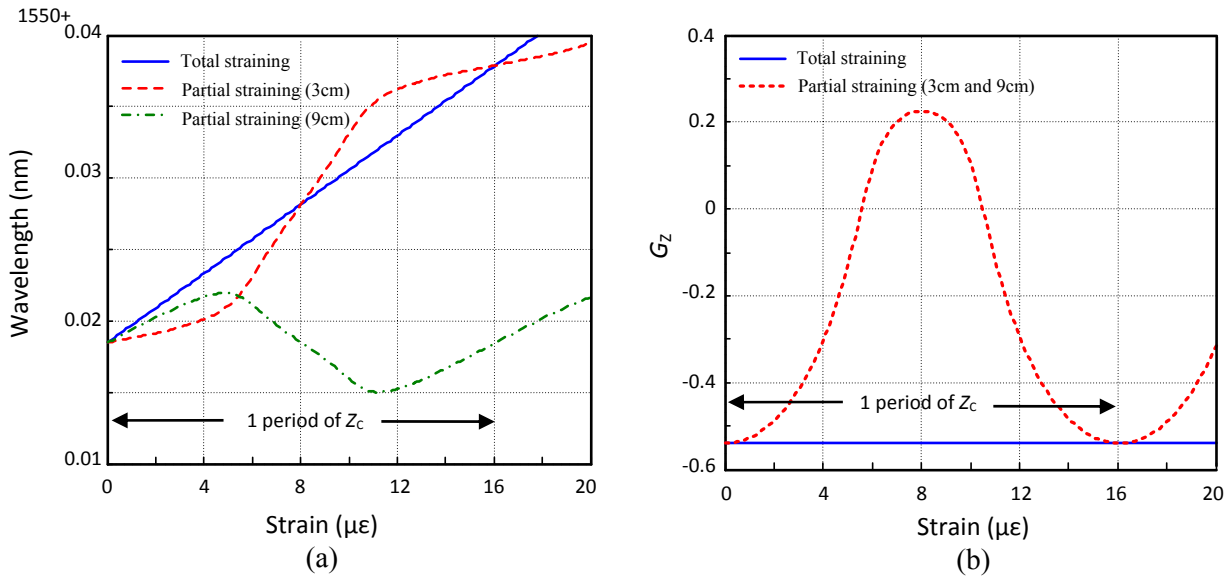 1550+
0.04
0.03
0.02
0.01
Wavelength (nm)
Total straining
Partial straining (3cm)
Partial straining (9cm)
1 period of Zc
0 4 8 12 16 20
Strain (με)
(a)
0.4
0.2
0
-0.2
-0.4
-0.6
Gz
Total straining
Partial straining (3cm and 9cm)
1 period of Zc
0 4 8 12 16 20
Strain (με)
(b)